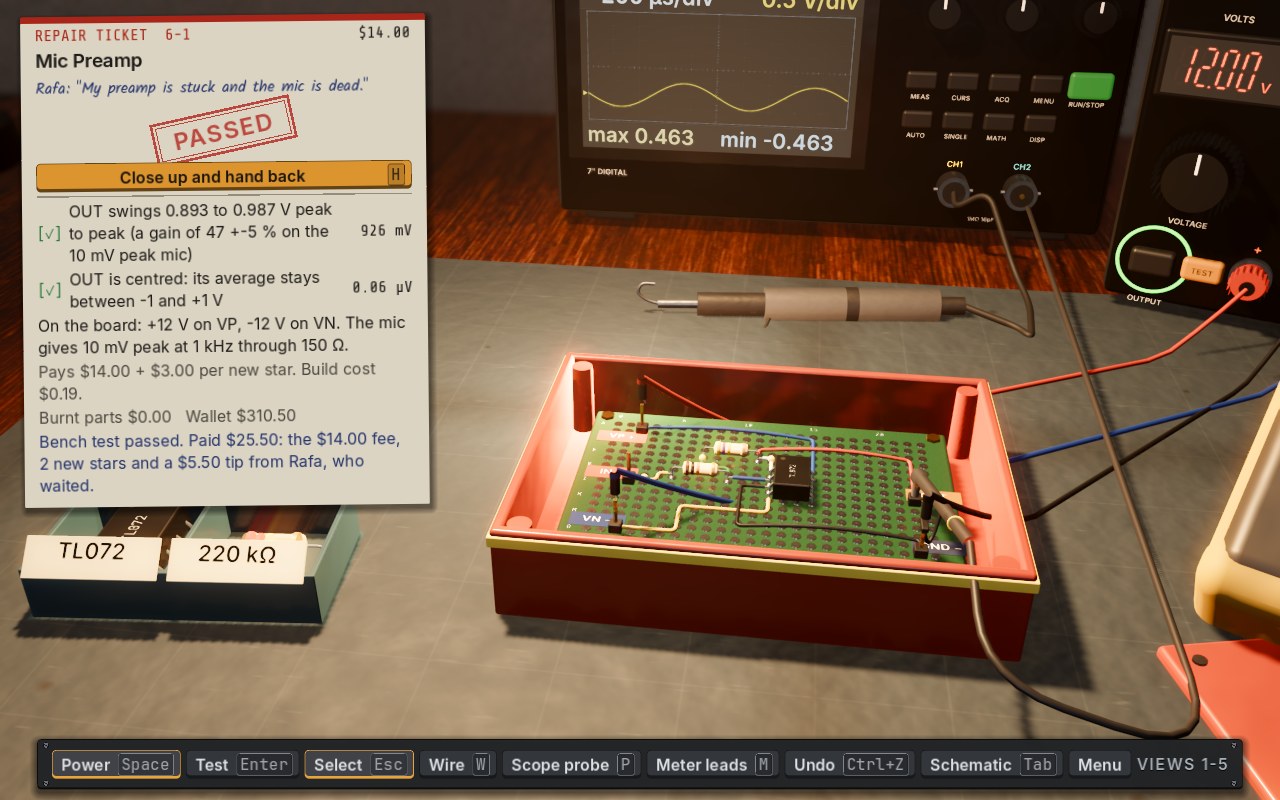 REPAIR TICKET 6-1 $14.00
Mic Preamp
Rafa: "My preamp is stuck and the mic is dead."
PASSED
Close up and hand back H
OUT swings 0.893 to 0.987 V peak
[✓] to peak (a gain of 47 +-5 % on the 926 mV
10 mV peak mic)
[✓] OUT is centred: its average stays 0.06 µV
between -1 and +1 V
On the board: +12 V on VP, -12 V on VN. The mic
gives 10 mV peak at 1 kHz through 150 Ω.
Pays $14.00 + $3.00 per new star. Build cost
$0.19.
Burnt parts $0.00 Wallet $310.50
Bench test passed. Paid $25.50: the $14.00 fee,
2 new stars and a $5.50 tip from Rafa, who
waited.
max 0.463 min -0.463
7" DIGITAL
MEAS CURS ACQ MENU RUN/STOP
AUTO SINGLE MATH DISP
CH1 CH2
VOLTS
12.00 V
VOLTAGE
TEST
+
OUTPUT
TL072
TL072 220 kΩ
VN
Power Space Test Enter Select Esc Wire W Scope probe P Meter leads M Undo Ctrl+Z Schematic Tab Menu VIEWS 1-5